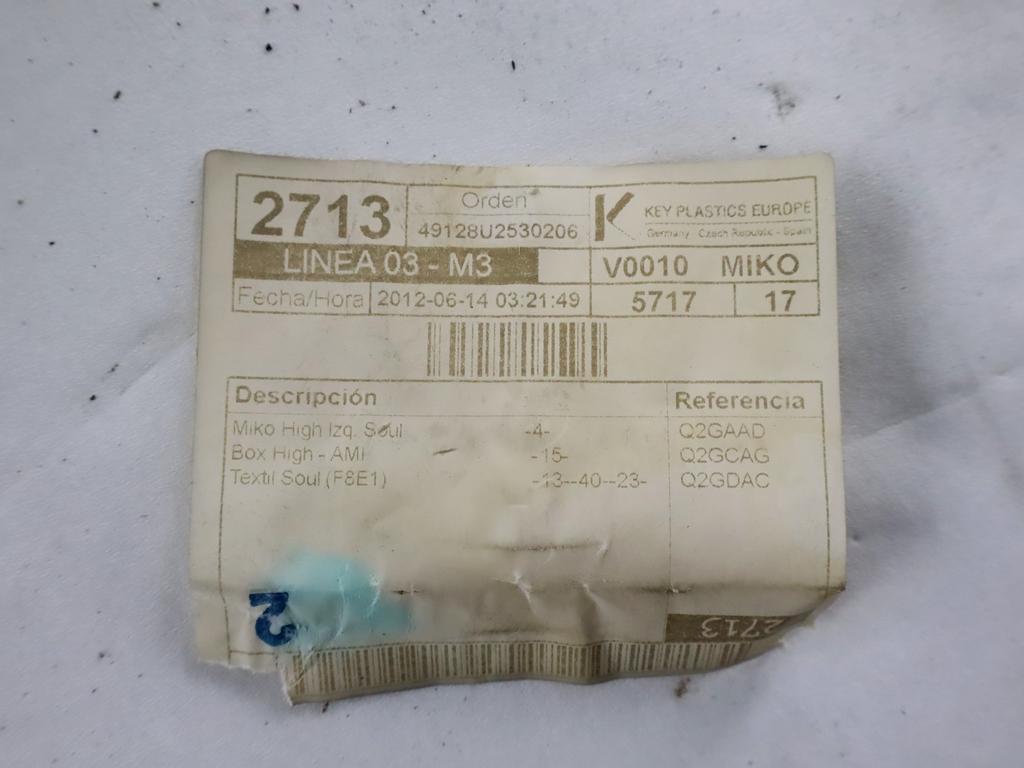 2713
Orden
49128U2530206
K KEY PLASTICS EUROPE
Germany - Czech Republic - Spain
LINEA 03 - M3
V0010 MIKO
Fecha/Hora 2012-06-14 03:21:49 5717 17
Descripción Referencia
Miko High Izq. Soul -4- Q2GAAD
Box High - AMI -15- Q2GCAG
Textil Soul (F8E1) -13--40--23- Q2GDAC
2
2713